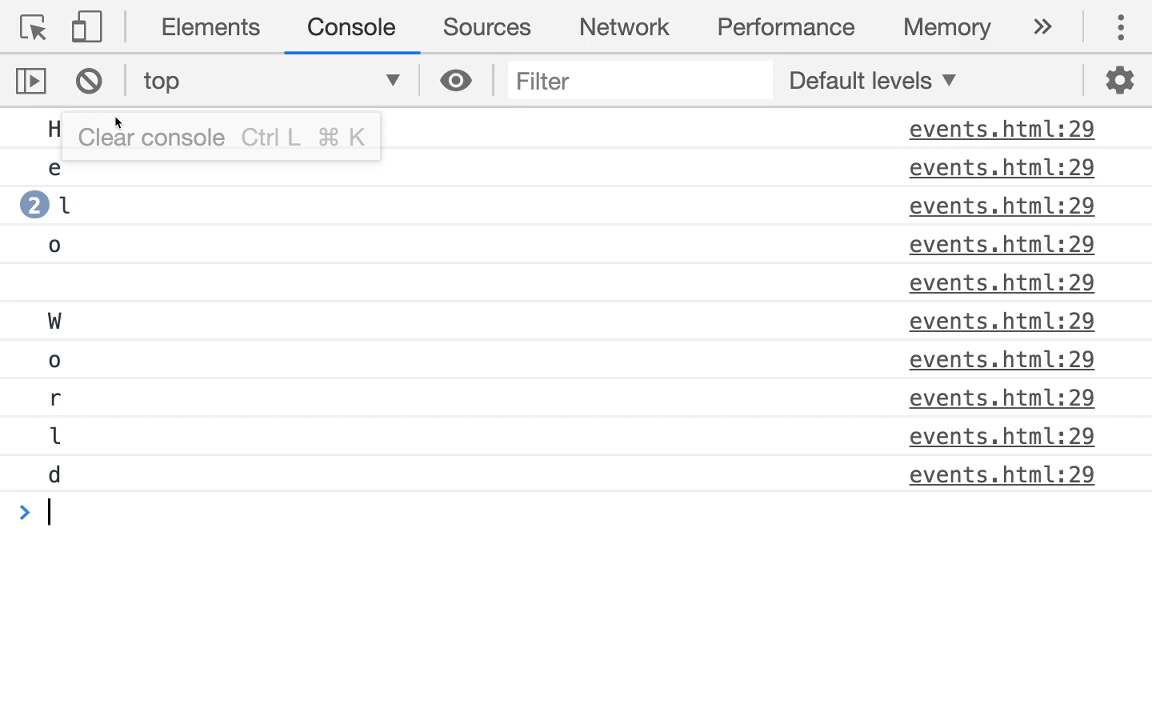 Elements Console Sources Network Performance Memory »
top ▼ Filter Default levels ▼
Clear console Ctrl L ⌘ K
H events.html:29
e events.html:29
2 l events.html:29
o events.html:29
events.html:29
W events.html:29
o events.html:29
r events.html:29
l events.html:29
d events.html:29
>